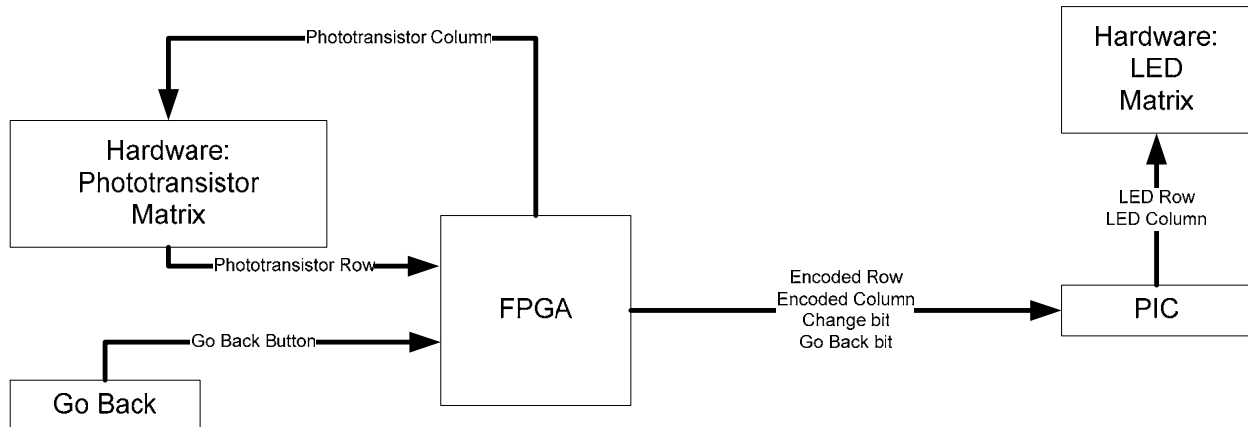 Phototransistor Column
Hardware:
Phototransistor
Matrix
Phototransistor Row
Go Back Button
Go Back
FPGA
Encoded Row
Encoded Column
Change bit
Go Back bit
Hardware:
LED
Matrix
LED Row
LED Column
PIC